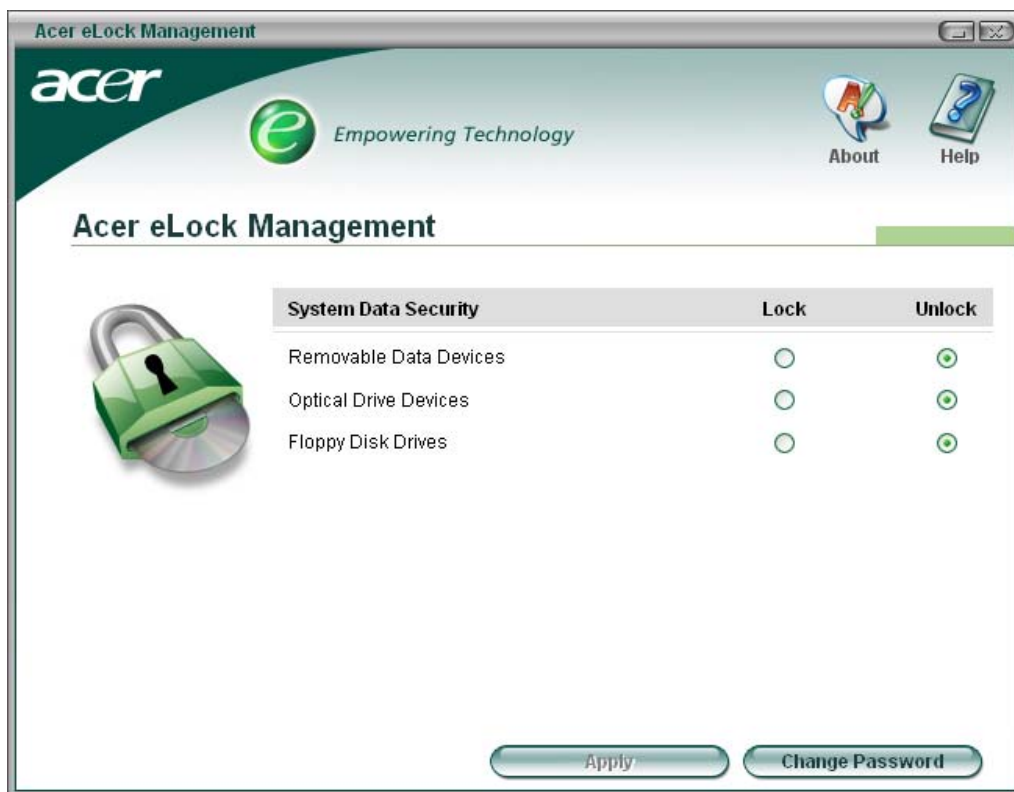 Acer eLock Management
acer
e Empowering Technology
About Help
Acer eLock Management
System Data Security Lock Unlock
Removable Data Devices
Optical Drive Devices
Floppy Disk Drives
Apply Change Password